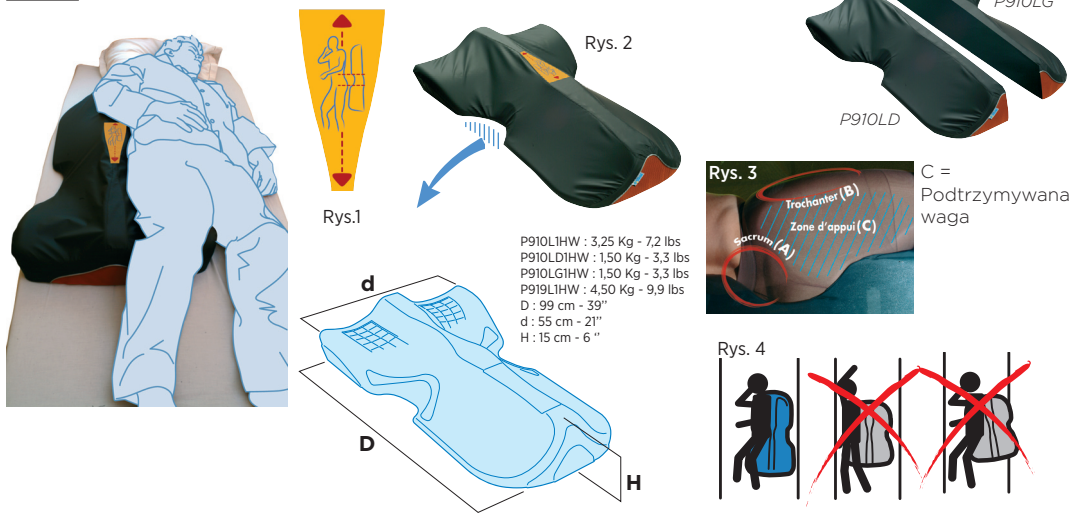 P910LG
Rys. 2
P910LD
Rys.1
Rys. 3
Trochanter (B)
Zone d'appui (C)
Sacrum (A)
C =
Podtrzymywana
waga
P910L1HW : 3,25 Kg - 7,2 lbs
P910LD1HW : 1,50 Kg - 3,3 lbs
P910LG1HW : 1,50 Kg - 3,3 lbs
P919L1HW : 4,50 Kg - 9,9 lbs
D : 99 cm - 39’’
d : 55 cm - 21’’
H : 15 cm - 6 ‘’
d
D
H
Rys. 4